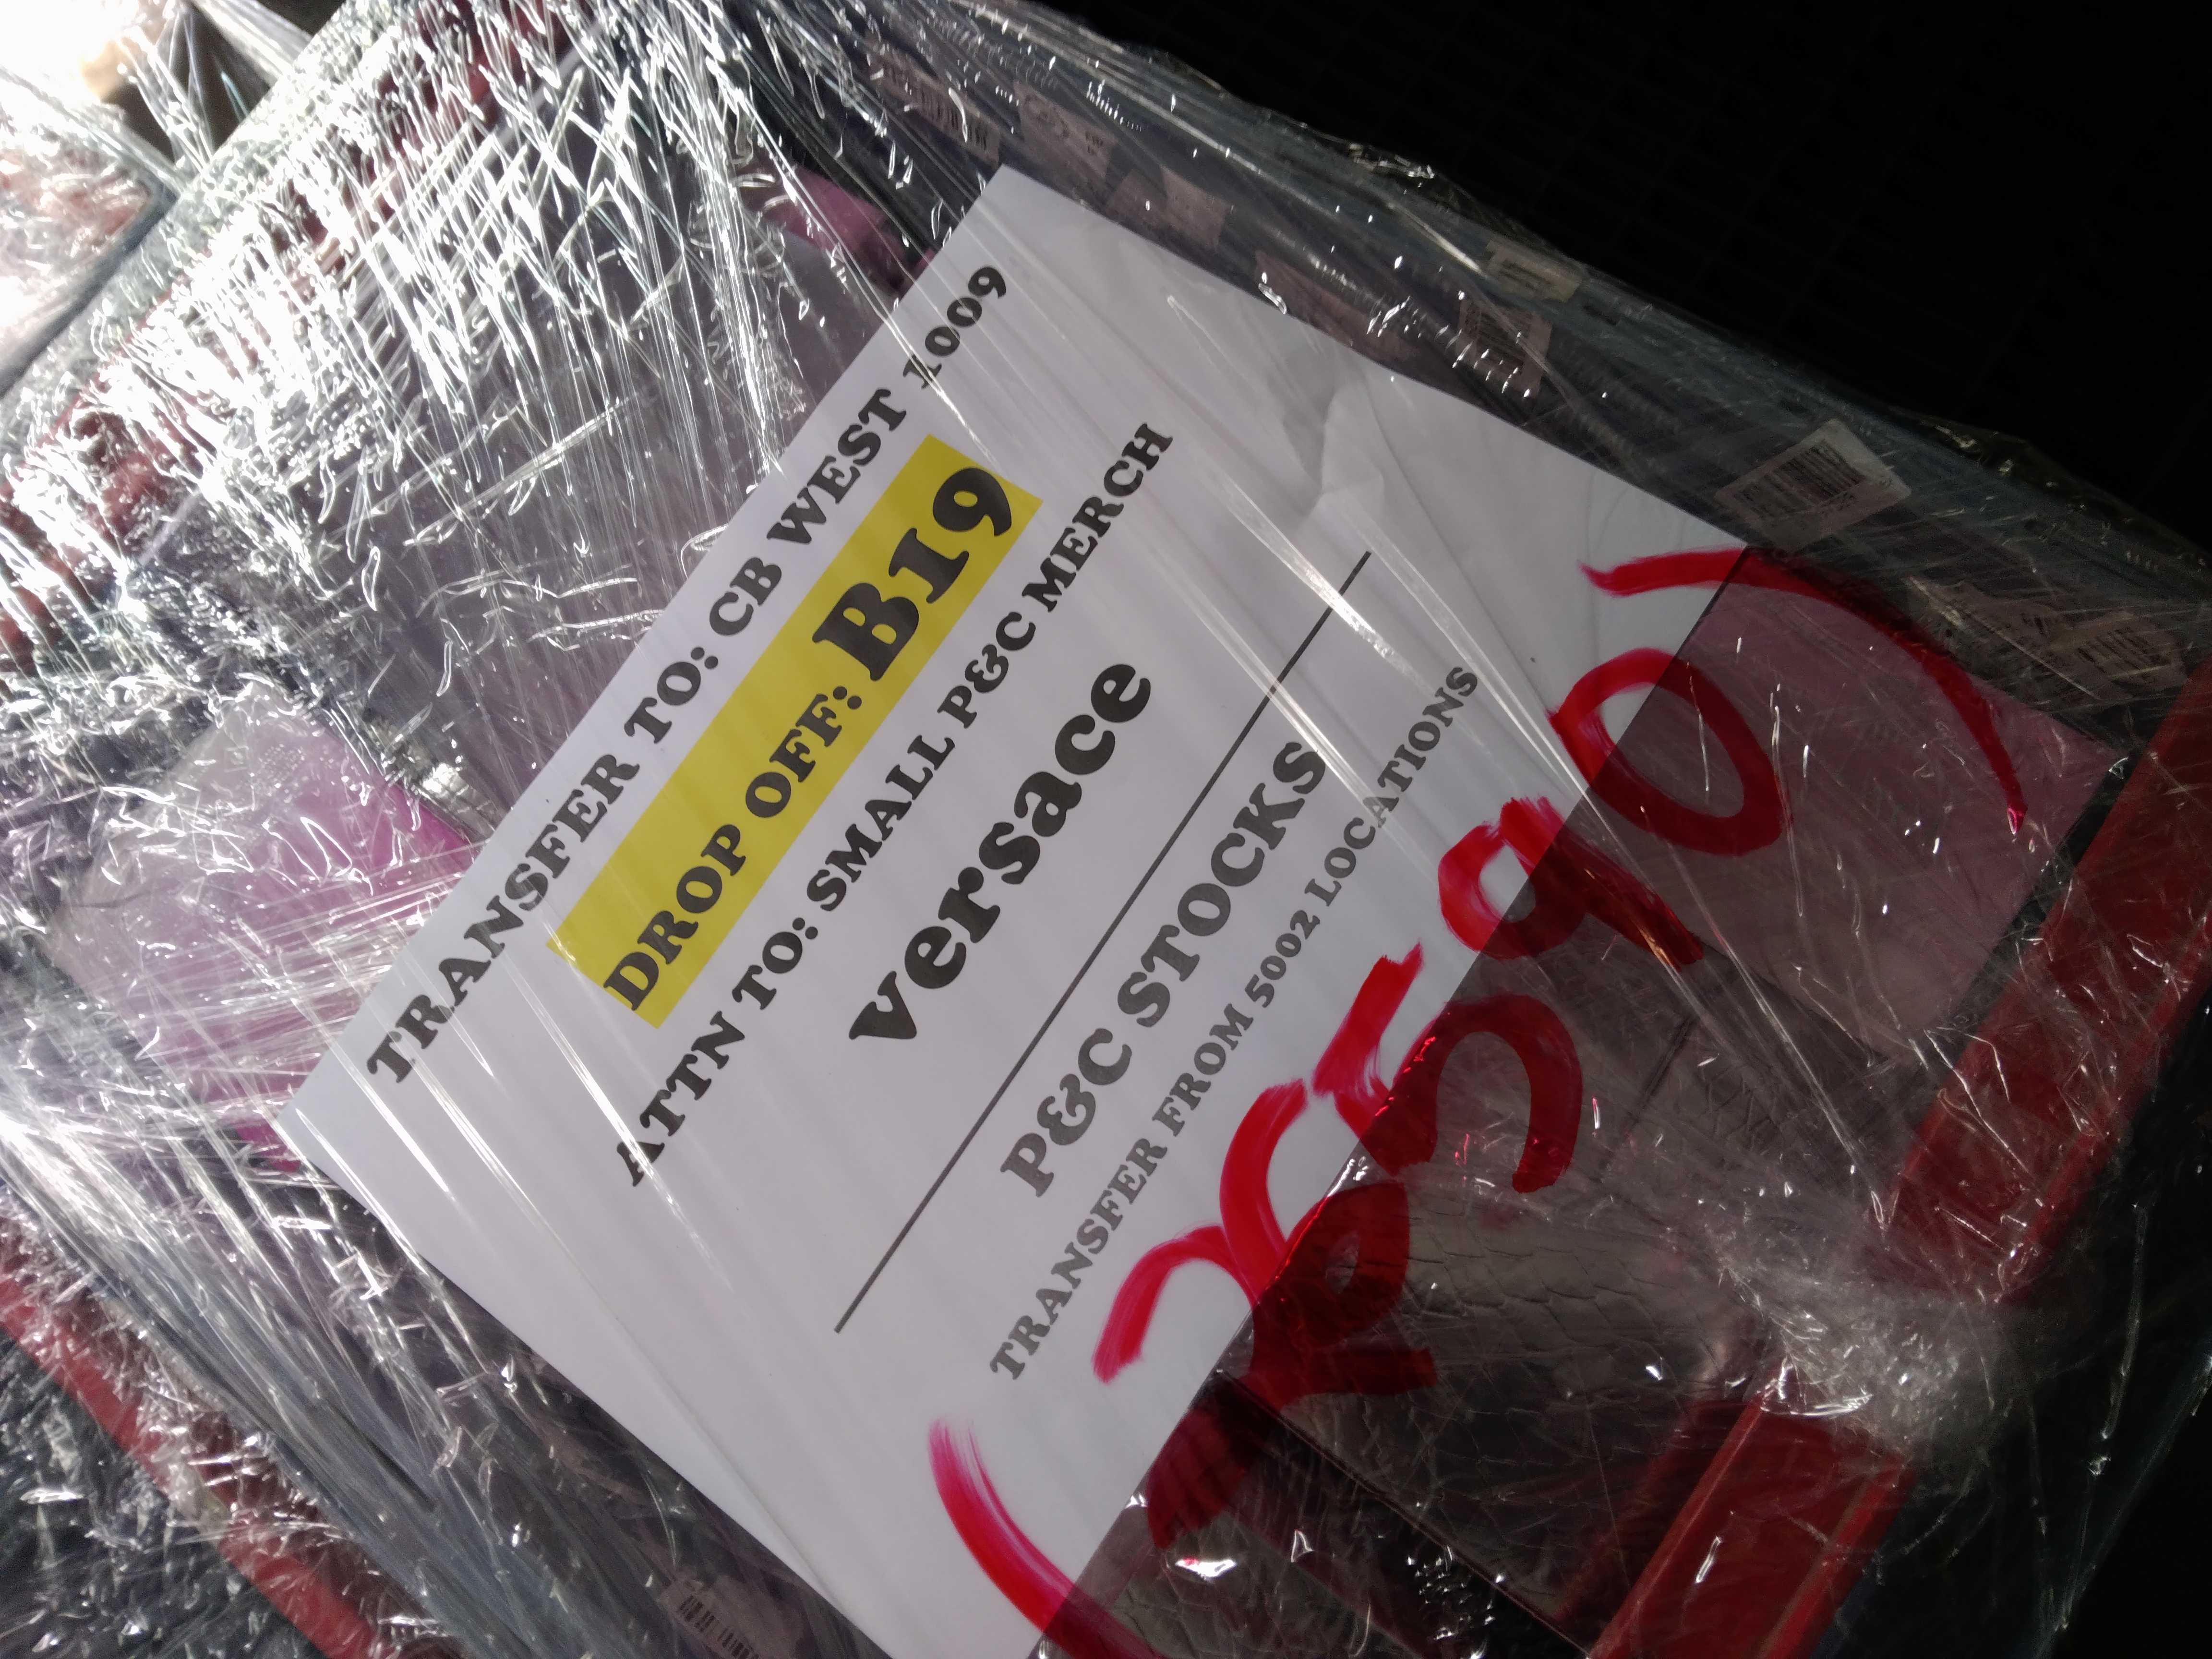 TRANSFER TO: CB WEST 1009
DROP OFF: B19
ATTN TO: SMALL P&C MERCH
versace
P&C STOCKS
TRANSFER FROM 5002 LOCATIONS